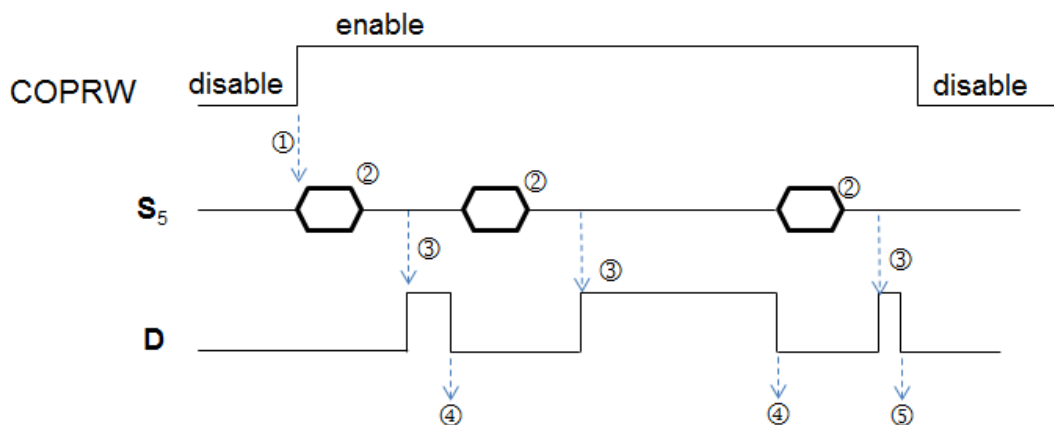 enable
disable
COPRW
disable
①
②
②
②
S₅
③
③
③
D
④
④
⑤